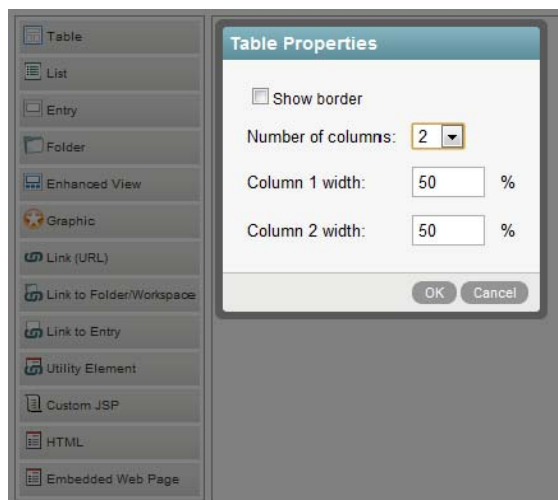 Table
List
Entry
Folder
Enhanced View
Graphic
Link (URL)
Link to Folder/Workspace
Link to Entry
Utility Element
Custom JSP
HTML
Embedded Web Page
Table Properties
Show border
Number of columns: 2
Column 1 width: 50 %
Column 2 width: 50 %
OK Cancel